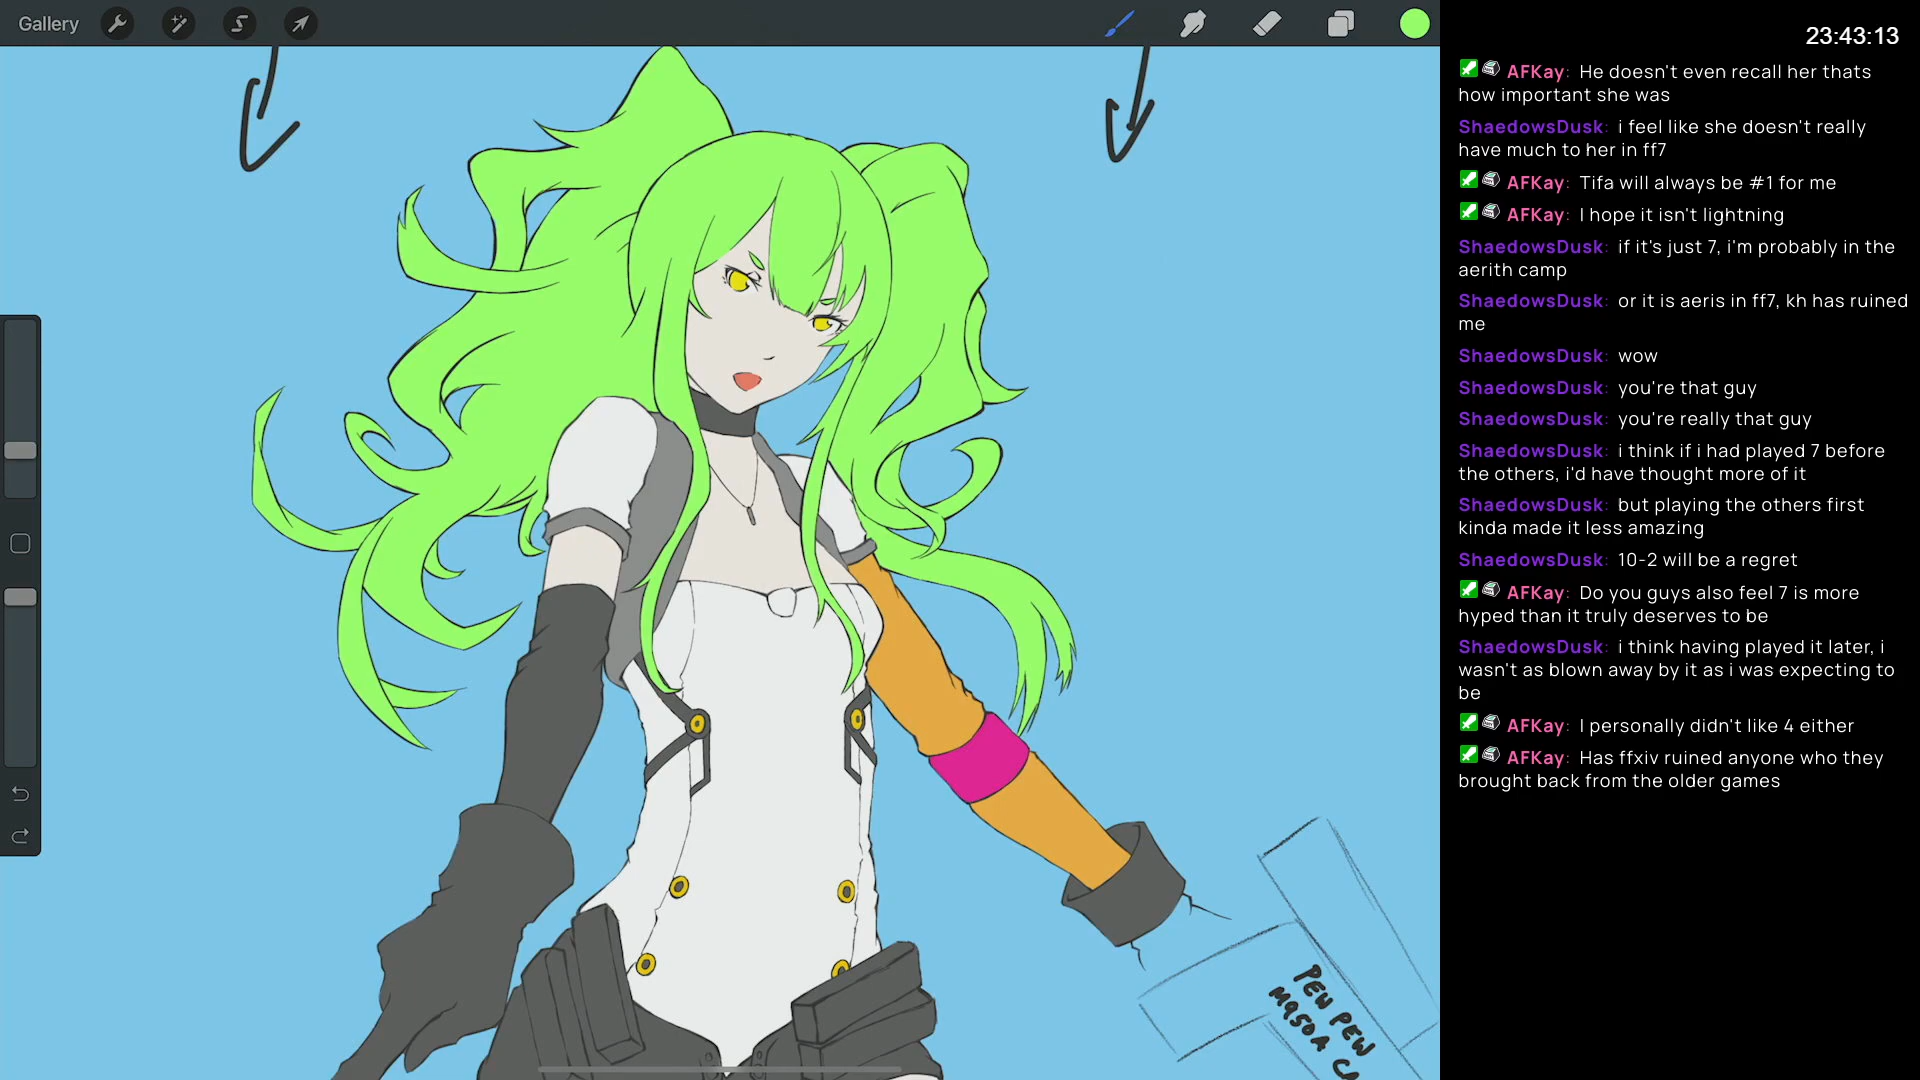 Gallery
23:43:13
AFKay: He doesn't even recall her thats
how important she was
ShaedowsDusk: i feel like she doesn't really
have much to her in ff7
AFKay: Tifa will always be #1 for me
AFKay: I hope it isn't lightning
ShaedowsDusk: if it's just 7, i'm probably in the
aerith camp
ShaedowsDusk: or it is aeris in ff7, kh has ruined
me
ShaedowsDusk: wow
ShaedowsDusk: you're that guy
ShaedowsDusk: you're really that guy
ShaedowsDusk: i think if i had played 7 before
the others, i'd have thought more of it
ShaedowsDusk: but playing the others first
kinda made it less amazing
ShaedowsDusk: 10-2 will be a regret
AFKay: Do you guys also feel 7 is more
hyped than it truly deserves to be
ShaedowsDusk: i think having played it later, i
wasn't as blown away by it as i was expecting to
be
AFKay: I personally didn't like 4 either
AFKay: Has ffxiv ruined anyone who they
brought back from the older games
PEW PEW